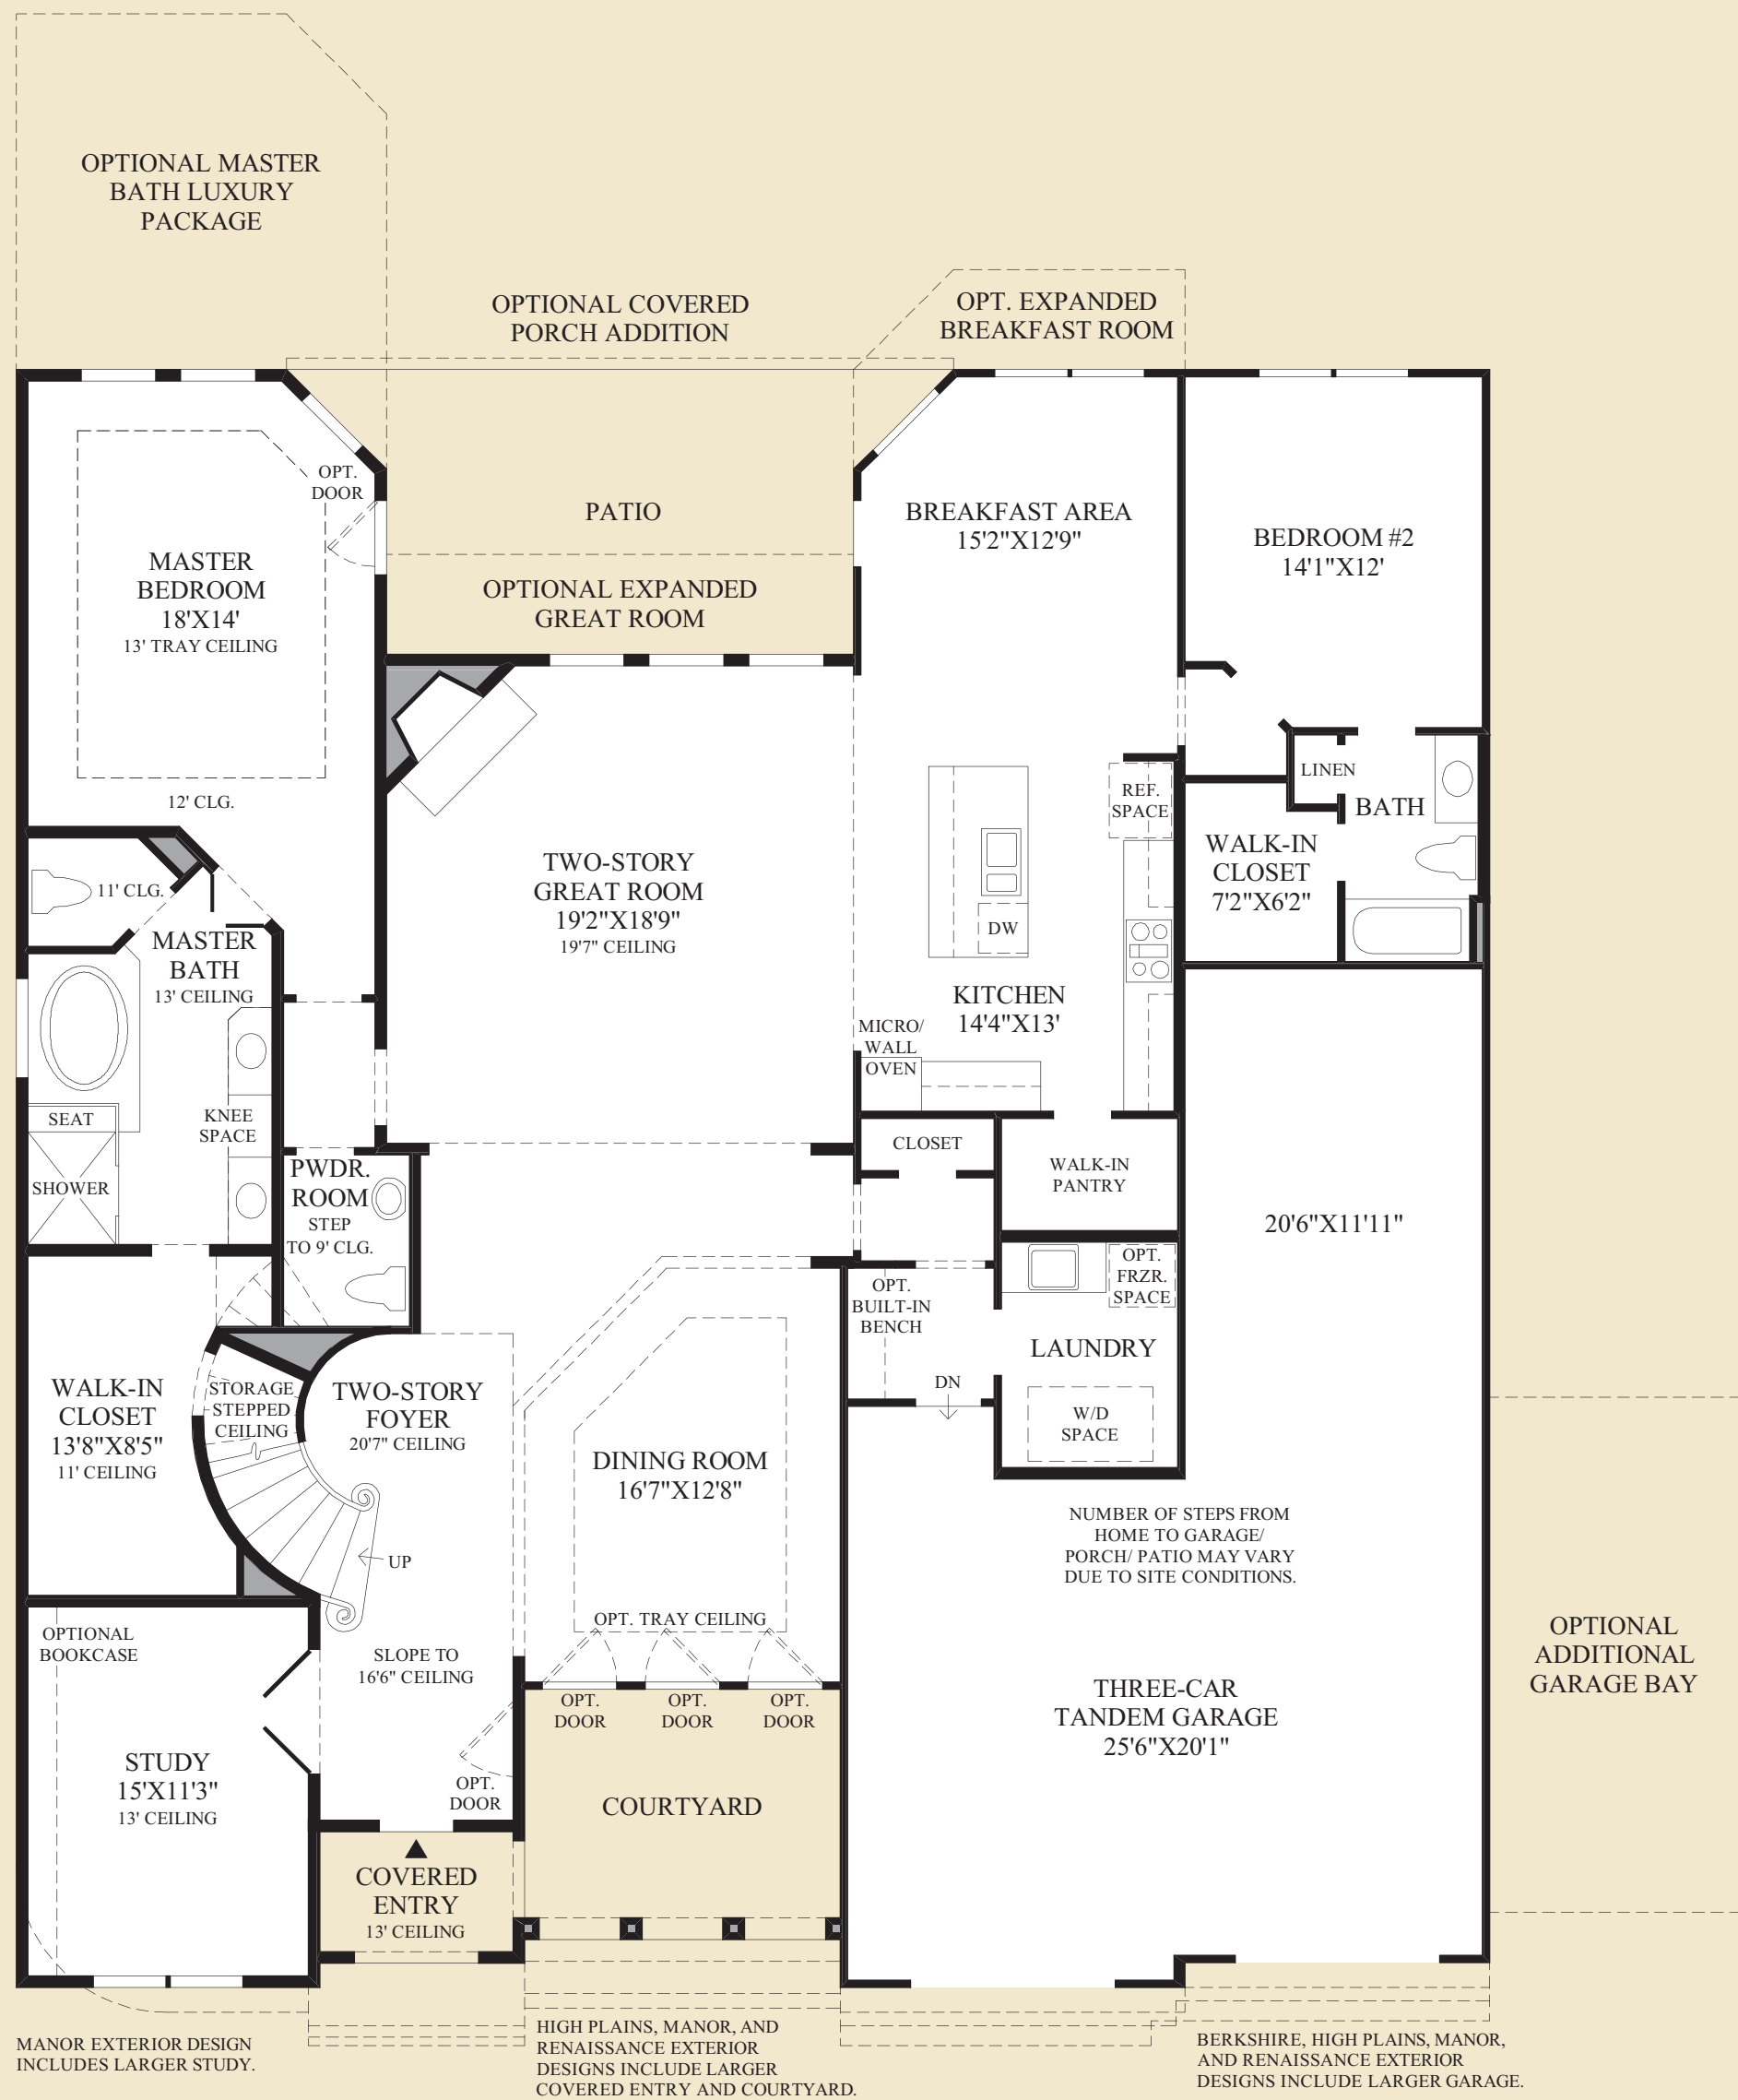 OPTIONAL MASTER
BATH LUXURY
PACKAGE
OPTIONAL COVERED
PORCH ADDITION
OPT. EXPANDED
BREAKFAST ROOM
OPT.
DOOR
PATIO
BREAKFAST AREA
15'2"X12'9"
BEDROOM #2
14'1"X12'
MASTER
BEDROOM
18'X14'
13' TRAY CEILING
OPTIONAL EXPANDED
GREAT ROOM
12' CLG.
REF.
SPACE
LINEN
BATH
WALK-IN
CLOSET
7'2"X6'2"
TWO-STORY
GREAT ROOM
19'2"X18'9"
19'7" CEILING
11' CLG.
DW
MASTER
BATH
13' CEILING
KITCHEN
14'4"X13'
MICRO/
WALL
OVEN
SEAT
KNEE
SPACE
SHOWER
PWDR.
ROOM
STEP
TO 9' CLG.
CLOSET
WALK-IN
PANTRY
20'6"X11'11"
OPT.
BUILT-IN
BENCH
OPT.
FRZR.
SPACE
LAUNDRY
DN
W/D
SPACE
WALK-IN
CLOSET
13'8"X8'5"
11' CEILING
STORAGE
STEPPED
CEILING
TWO-STORY
FOYER
20'7" CEILING
DINING ROOM
16'7"X12'8"
UP
NUMBER OF STEPS FROM
HOME TO GARAGE/
PORCH/ PATIO MAY VARY
DUE TO SITE CONDITIONS.
OPT. TRAY CEILING
OPTIONAL
BOOKCASE
SLOPE TO
16'6" CEILING
OPTIONAL
ADDITIONAL
GARAGE BAY
OPT.
DOOR
OPT.
DOOR
OPT.
DOOR
THREE-CAR
TANDEM GARAGE
25'6"X20'1"
STUDY
15'X11'3"
13' CEILING
OPT.
DOOR
COURTYARD
COVERED
ENTRY
13' CEILING
MANOR EXTERIOR DESIGN
INCLUDES LARGER STUDY.
HIGH PLAINS, MANOR, AND
RENAISSANCE EXTERIOR
DESIGNS INCLUDE LARGER
COVERED ENTRY AND COURTYARD.
BERKSHIRE, HIGH PLAINS, MANOR,
AND RENAISSANCE EXTERIOR
DESIGNS INCLUDE LARGER GARAGE.